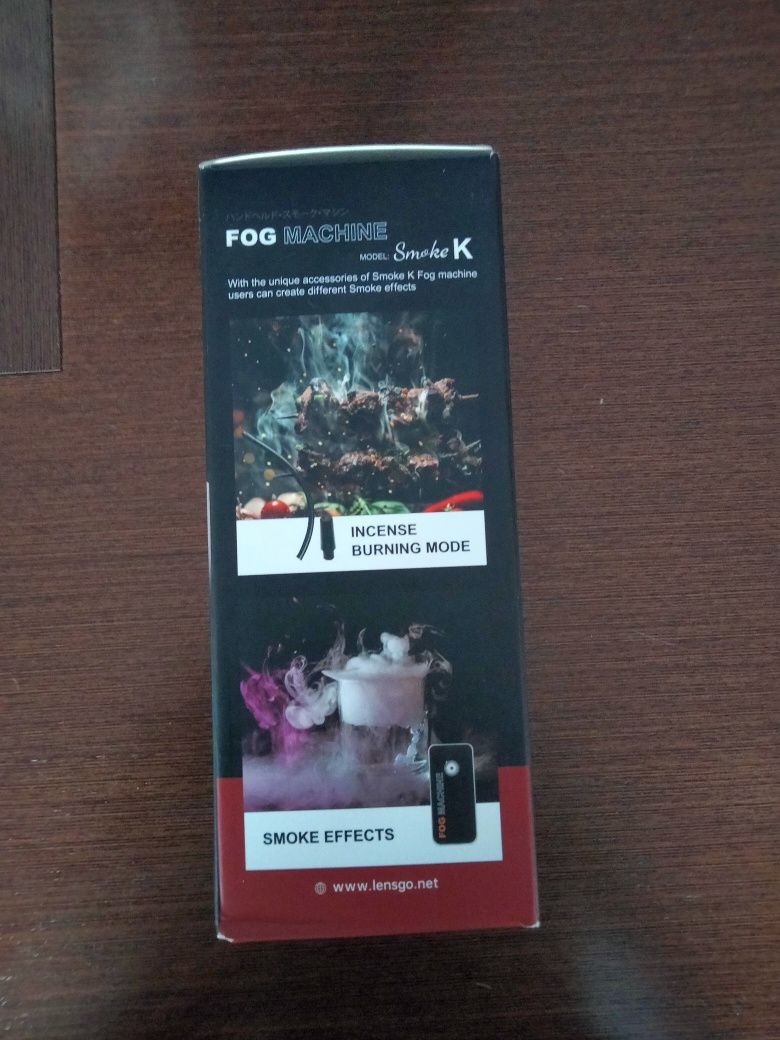 ハンドヘルド・スモーク・マシン
FOG MACHINE
MODEL: Smoke K
With the unique accessories of Smoke K Fog machine
users can create different Smoke effects
INCENSE
BURNING MODE
FOG MACHINE
SMOKE EFFECTS
www.lensgo.net